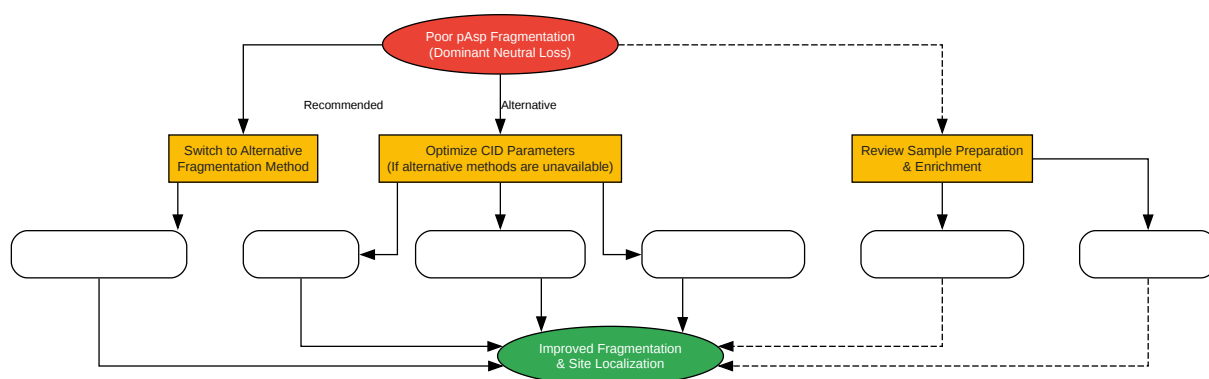 Poor pAsp Fragmentation
(Dominant Neutral Loss)
Recommended
Alternative
Switch to Alternative
Fragmentation Method
Optimize CID Parameters
(If alternative methods are unavailable)
Review Sample Preparation
& Enrichment
Improved Fragmentation
& Site Localization